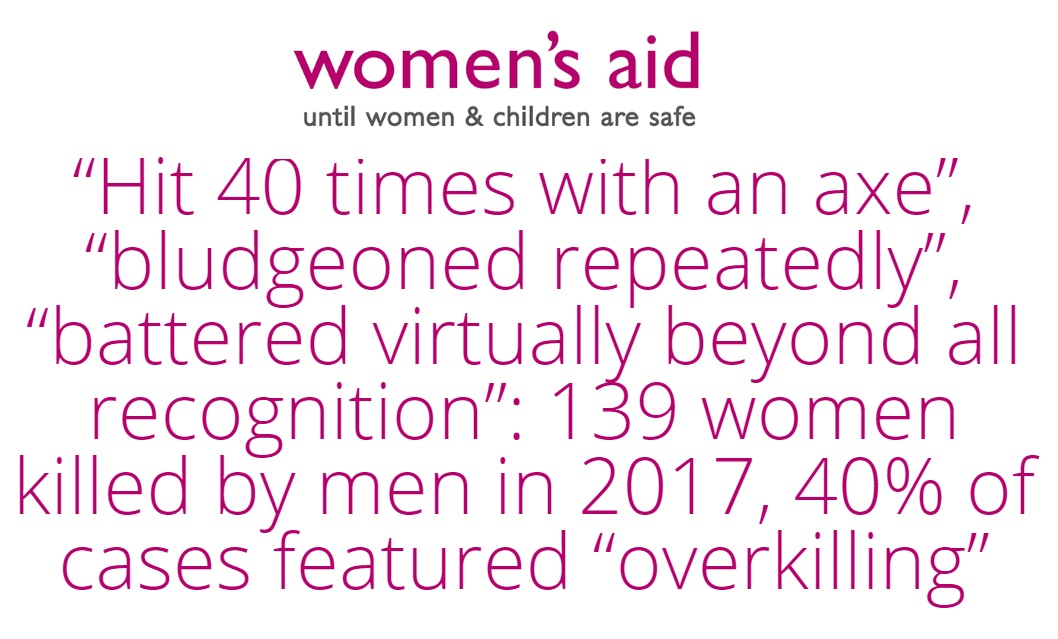 women’s aid
until women & children are safe
“Hit 40 times with an axe”,
“bludgeoned repeatedly”,
“battered virtually beyond all
recognition”: 139 women
killed by men in 2017, 40% of
cases featured “overkilling”